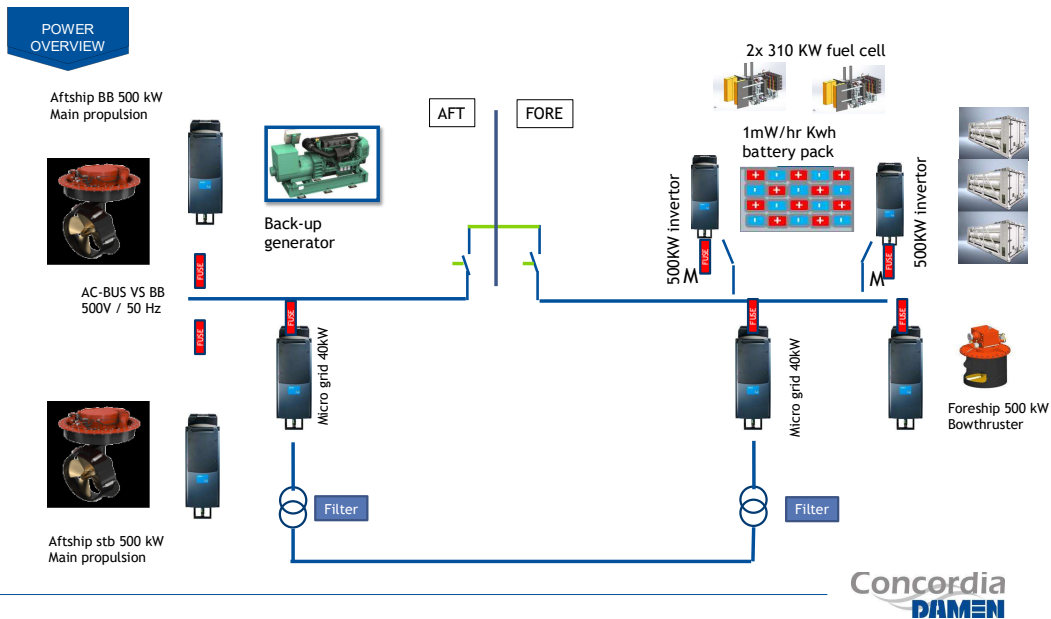 POWER
OVERVIEW
2x 310 KW fuel cell
Aftship BB 500 kW
Main propulsion
AFT
FORE
1mW/hr Kwh
battery pack
Back-up
generator
500KW invertor
500KW invertor
FUSE
FUSE
FUSE
M
M
AC-BUS VS BB
500V / 50 Hz
FUSE
FUSE
FUSE
FUSE
Micro grid 40kW
Micro grid 40kW
Foreship 500 kW
Bowthruster
Filter
Filter
Aftship stb 500 kW
Main propulsion
Concordia
DAMEN